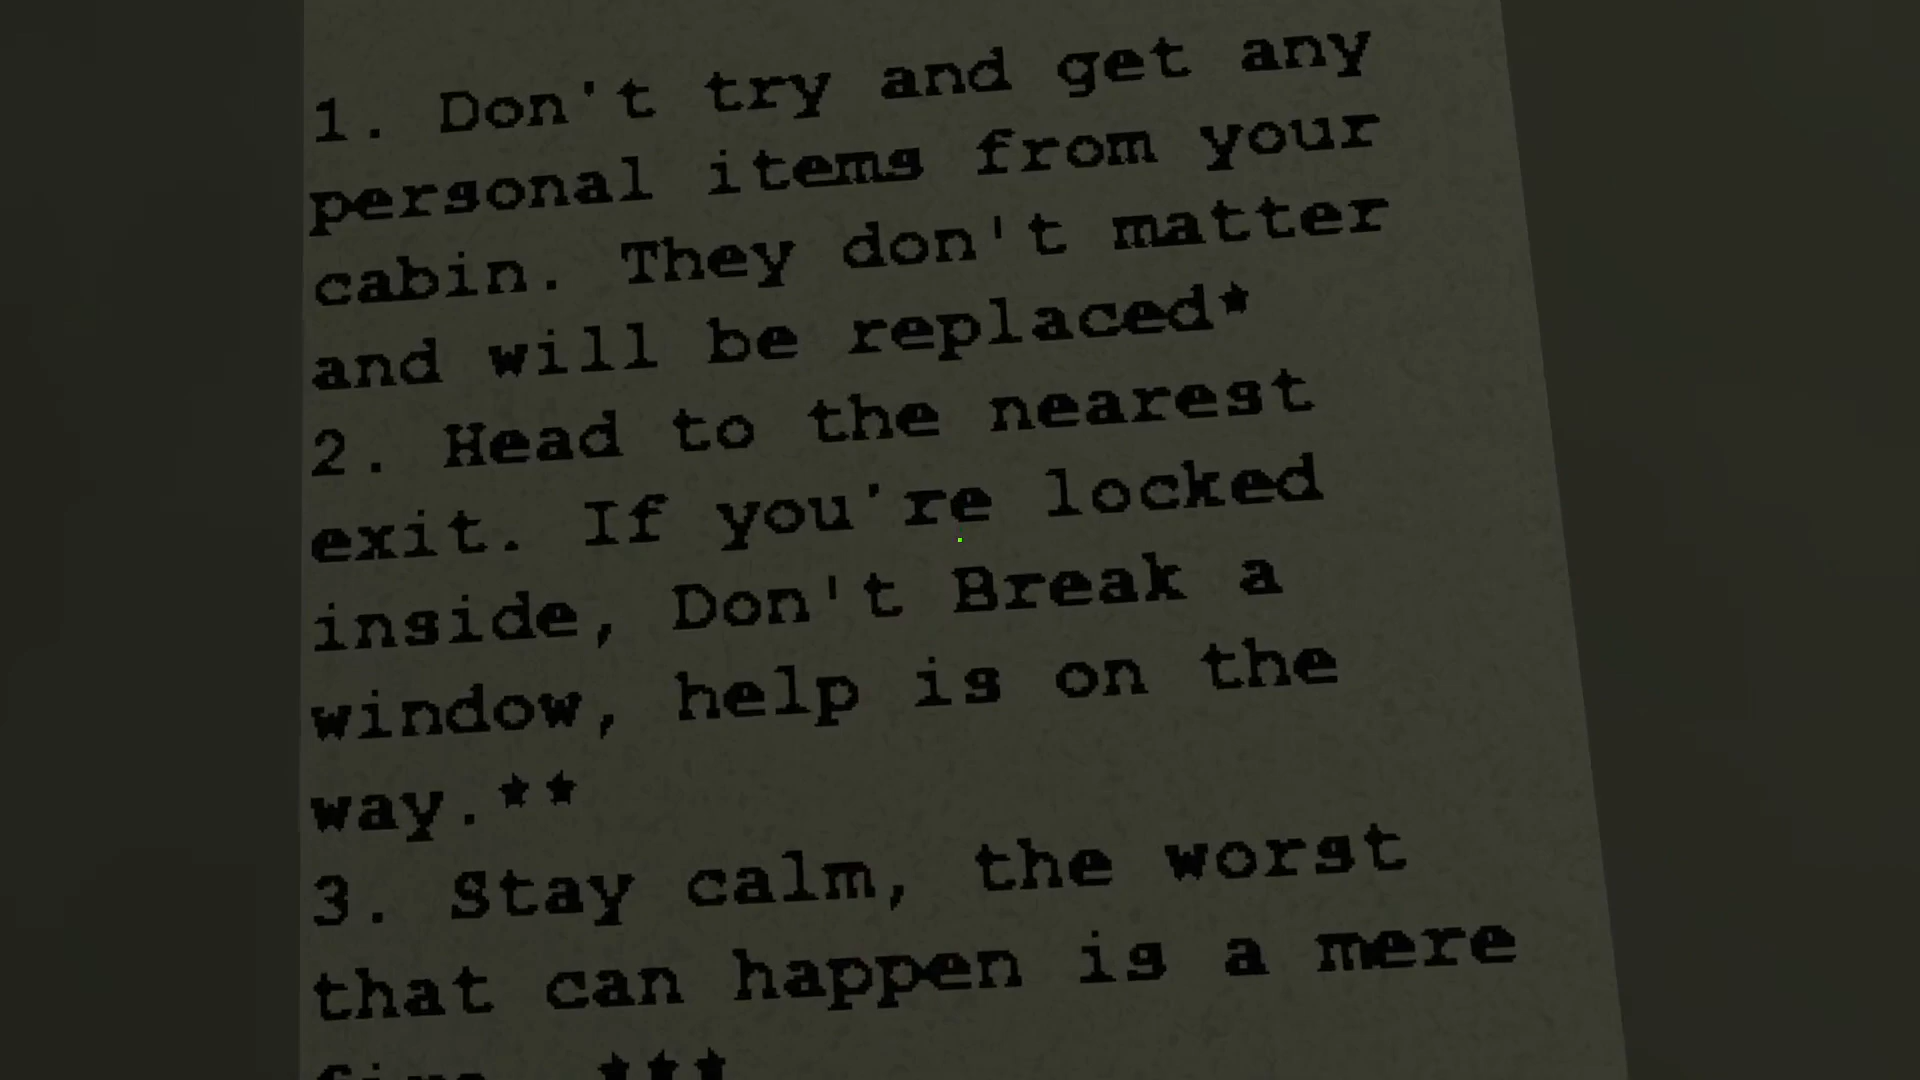 1. Don't try and get any
personal items from your
cabin. They don't matter
and will be replaced*
2. Head to the nearest
exit. If you're locked
inside, Don't Break a
window, help is on the
way.**
3. Stay calm, the worst
that can happen is a mere
***